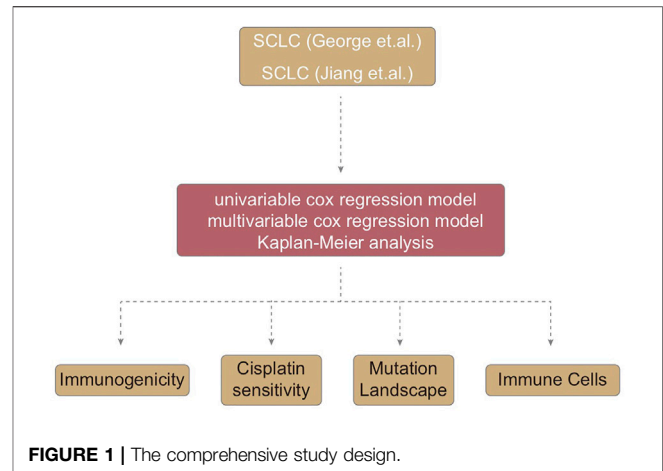 SCLC (George et.al.)
SCLC (Jiang et.al.)
univariable cox regression model
multivariable cox regression model
Kaplan-Meier analysis
Immunogenicity
Cisplatin
sensitivity
Mutation
Landscape
Immune Cells
FIGURE 1 | The comprehensive study design.